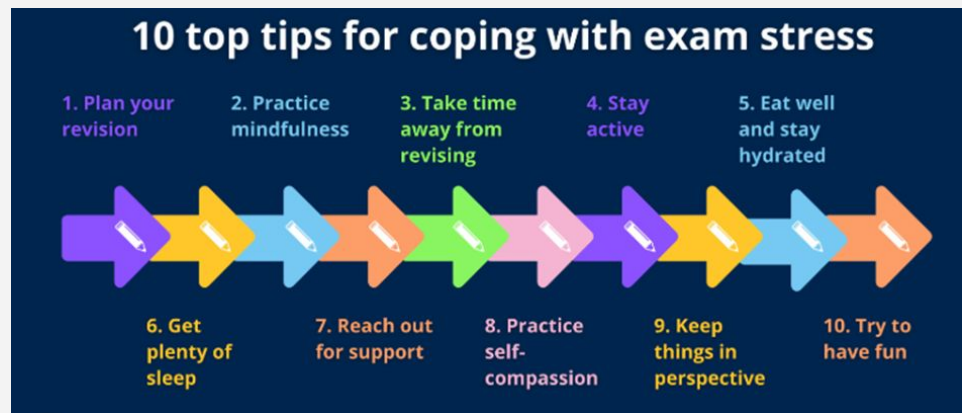 10 top tips for coping with exam stress
1. Plan your
revision
2. Practice
mindfulness
3. Take time
away from
revising
4. Stay
active
5. Eat well
and stay
hydrated
6. Get
plenty of
sleep
7. Reach out
for support
8. Practice
self-
compassion
9. Keep
things in
perspective
10. Try to
have fun